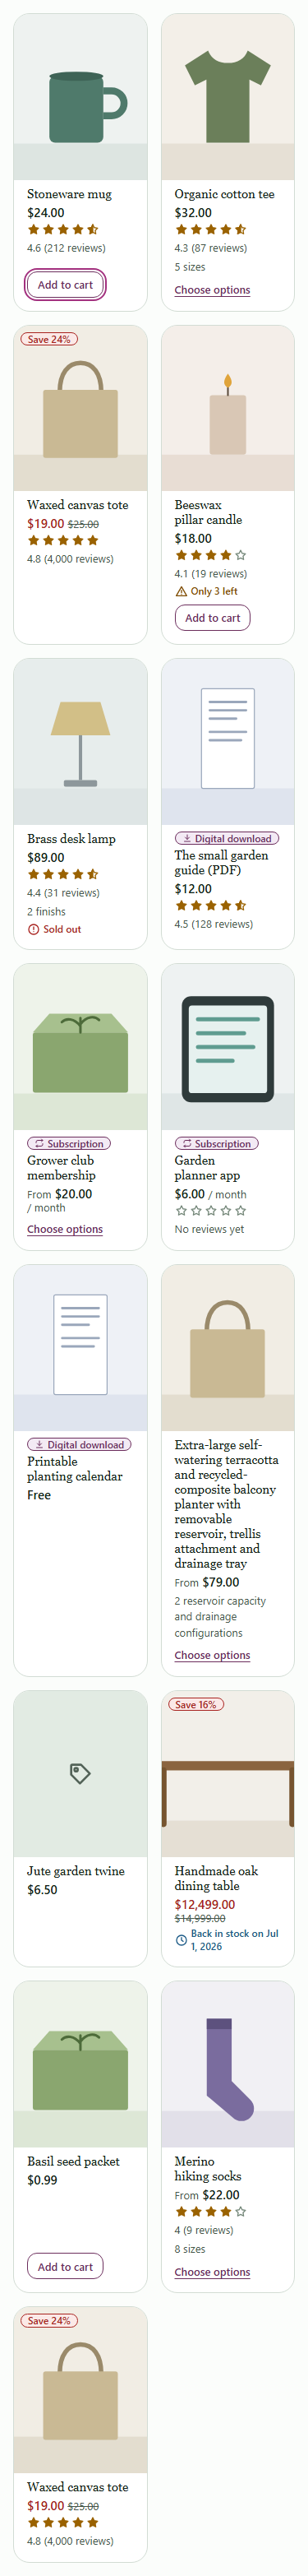 Stoneware mug
$24.00
4.6 (212 reviews)
Add to cart
Organic cotton tee
$32.00
4.3 (87 reviews)
5 sizes
Choose options
Save 24%
Waxed canvas tote
$19.00 $25.00
4.8 (4,000 reviews)
Beeswax
pillar candle
$18.00
4.1 (19 reviews)
Only 3 left
Add to cart
Brass desk lamp
$89.00
4.4 (31 reviews)
2 finishs
Sold out
Digital download
The small garden
guide (PDF)
$12.00
4.5 (128 reviews)
Subscription
Grower club
membership
From $20.00
/ month
Choose options
Subscription
Garden
planner app
$6.00 / month
No reviews yet
Digital download
Printable
planting calendar
Free
Extra-large self-
watering terracotta
and recycled-
composite balcony
planter with
removable
reservoir, trellis
attachment and
drainage tray
From $79.00
2 reservoir capacity
and drainage
configurations
Choose options
Jute garden twine
$6.50
Save 16%
Handmade oak
dining table
$12,499.00
$14,999.00
Back in stock on Jul
1, 2026
Basil seed packet
$0.99
Add to cart
Merino
hiking socks
From $22.00
4 (9 reviews)
8 sizes
Choose options
Save 24%
Waxed canvas tote
$19.00 $25.00
4.8 (4,000 reviews)